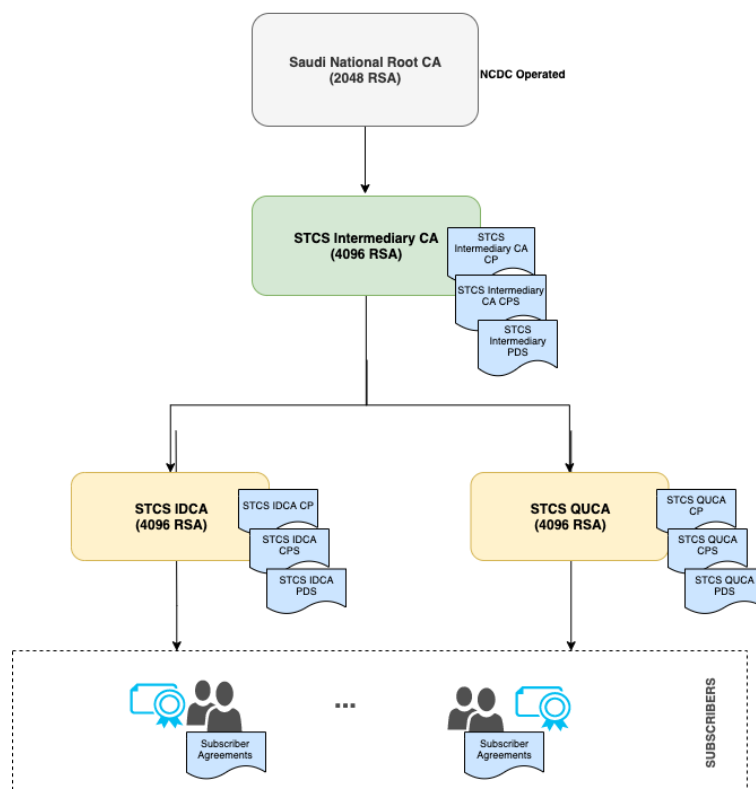 Saudi National Root CA
(2048 RSA)
NCDC Operated
STCS Intermediary CA
(4096 RSA)
STCS
Intermediary CA
CP
STCS Intermediary
CA CPS
STCS
Intermediary
PDS
STCS IDCA
(4096 RSA)
STCS IDCA CP
STCS IDCA
CPS
STCS IDCA
PDS
STCS QUCA
(4096 RSA)
STCS QUCA
CP
STCS QUCA
CPS
STCS QUCA
PDS
...
Subscriber
Agreements
Subscriber
Agreements
SUBSCRIBERS